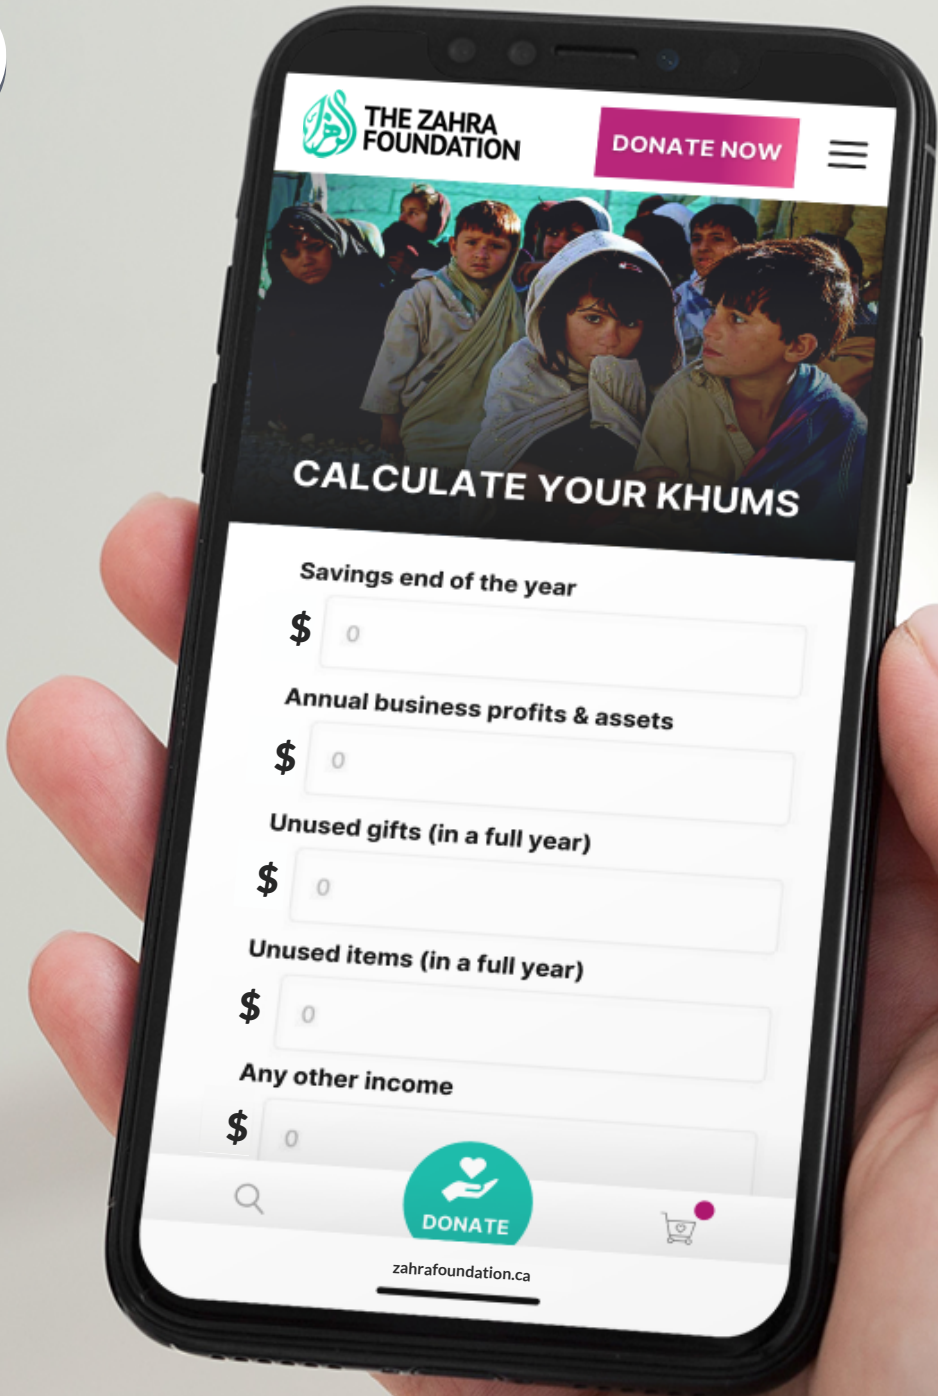 THE ZAHRA
FOUNDATION
DONATE NOW
CALCULATE YOUR KHUMS
Savings end of the year
$ 0
Annual business profits & assets
$ 0
Unused gifts (in a full year)
$ 0
Unused items (in a full year)
$ 0
Any other income
$ 0
DONATE
zahrafoundation.ca